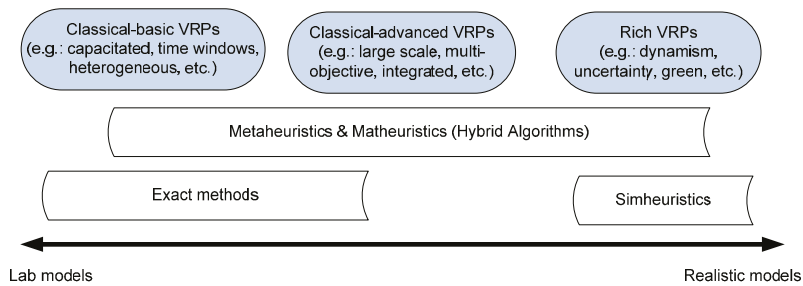 Classical-basic VRPs
(e.g.: capacitated, time windows,
heterogeneous, etc.)
Classical-advanced VRPs
(e.g.: large scale, multi-
objective, integrated, etc.)
Rich VRPs
(e.g.: dynamism,
uncertainty, green, etc.)
Metaheuristics & Matheuristics (Hybrid Algorithms)
Exact methods
Simheuristics
Lab models
Realistic models